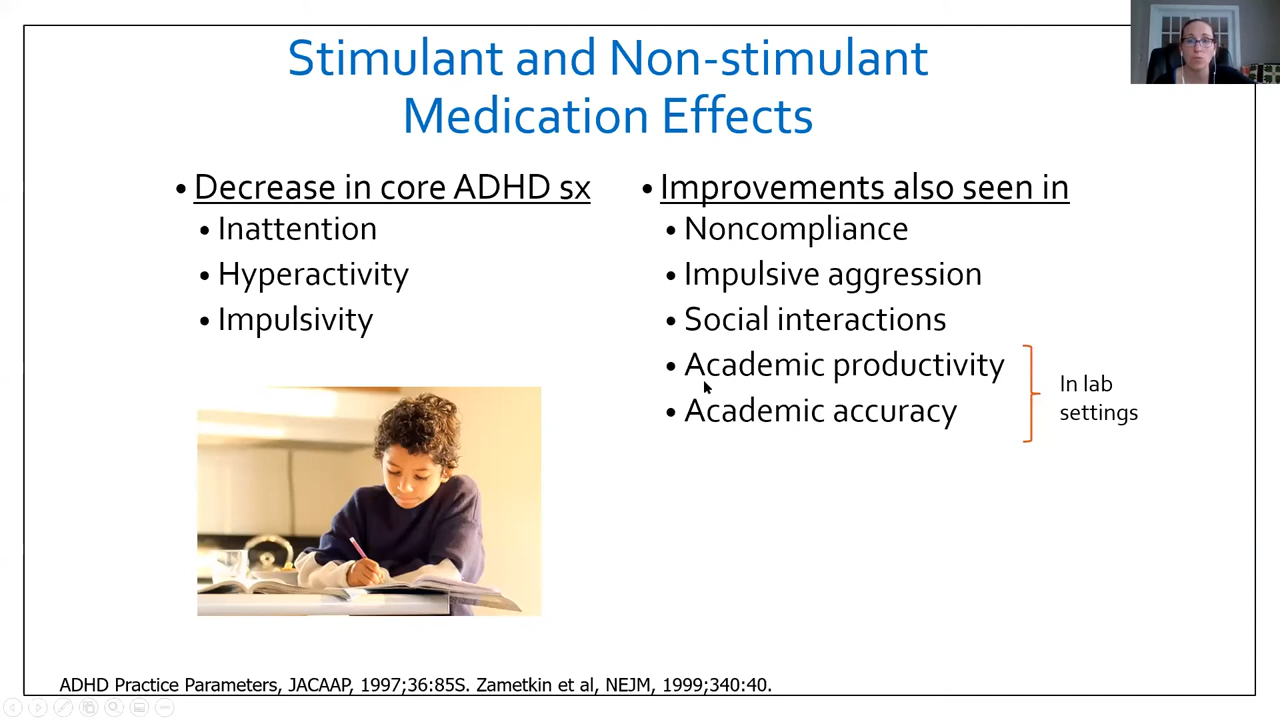 Stimulant and Non-stimulant
Medication Effects
• Decrease in core ADHD sx
• Inattention
• Hyperactivity
• Impulsivity
• Improvements also seen in
• Noncompliance
• Impulsive aggression
• Social interactions
• Academic productivity
• Academic accuracy
In lab
settings
ADHD Practice Parameters, JACAAP, 1997;36:85S. Zametkin et al, NEJM, 1999;340:40.